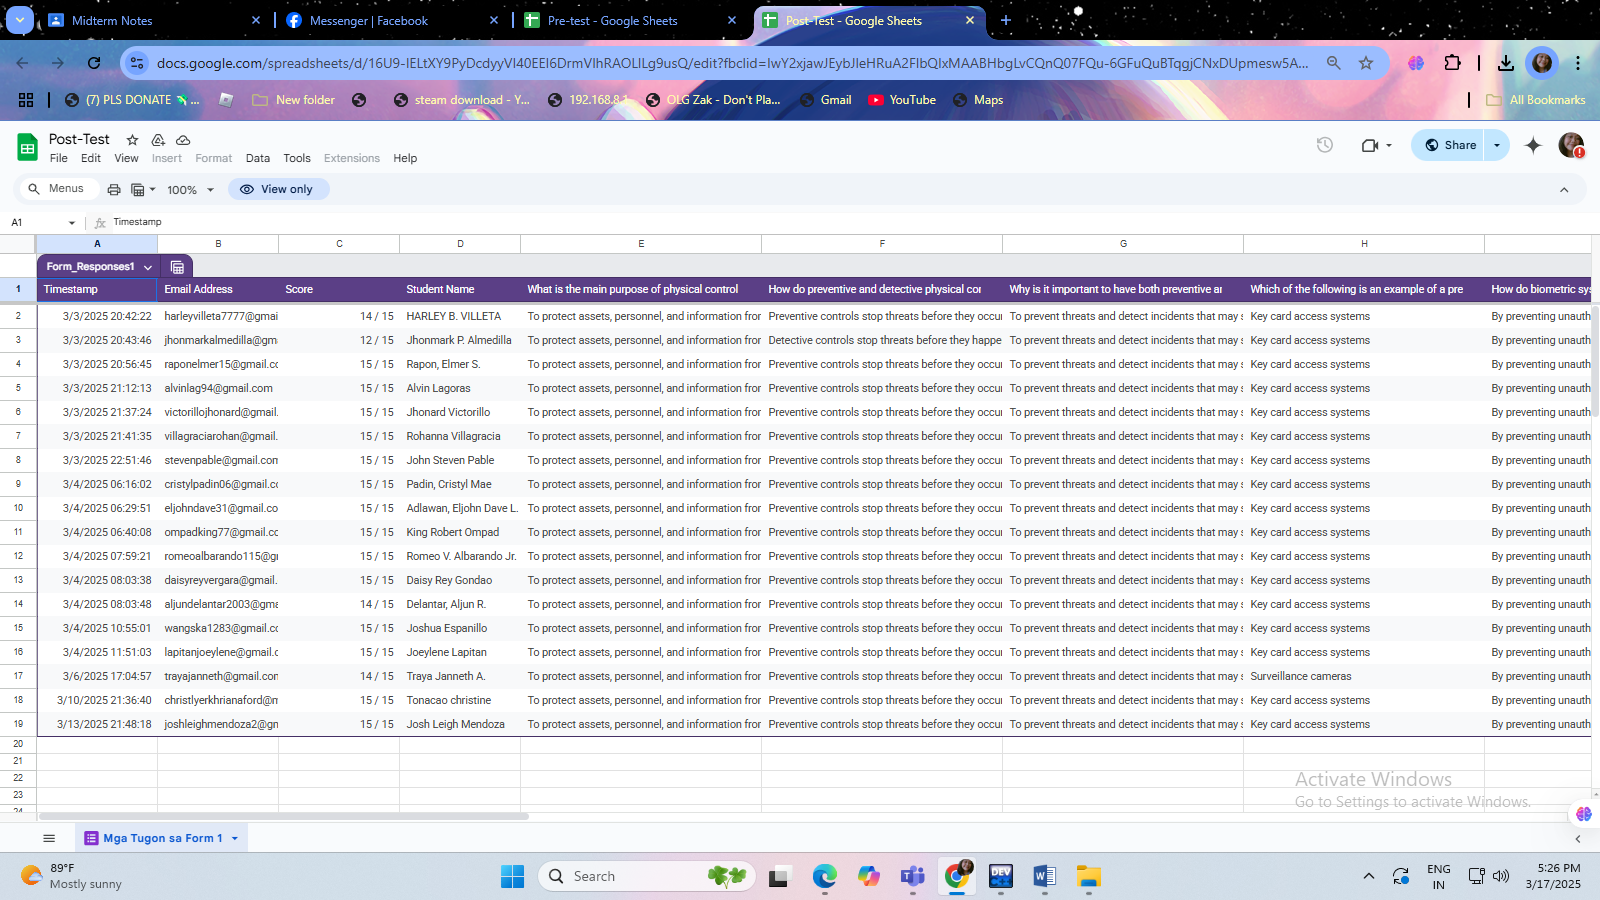 Midterm Notes
Messenger | Facebook
Pre-test - Google Sheets
Post-Test - Google Sheets
docs.google.com/spreadsheets/d/16U9-IELtXY9PyDcdyyVI40EEI6DrmVlhRAOLlLg9usQ/edit?fbclid=IwY2xjawJEybJleHRuA2FlbQIxMAABHbgLvCQnQ07FQu-6GFuQuBTqgjCNxDUpmesw5A...
(7) PLS DONATE ...
New folder
steam download - Y...
192.168.8.1
OLG Zak - Don't Pla...
Gmail
YouTube
Maps
All Bookmarks
Post-Test
File Edit View Insert Format Data Tools Extensions Help
Share
Menus
100%
View only
A1
fx Timestamp
A B C D E F G H
Form_Responses1
1 Timestamp Email Address Score Student Name What is the main purpose of physical control How do preventive and detective physical cor Why is it important to have both preventive ar Which of the following is an example of a pre How do biometric sys
2 3/3/2025 20:42:22 harleyvilleta7777@gmai 14 / 15 HARLEY B. VILLETA To protect assets, personnel, and information from Preventive controls stop threats before they occur To prevent threats and detect incidents that may s Key card access systems By preventing unauth
3 3/3/2025 20:43:46 jhonmarkalmedilla@gm 12 / 15 Jhonmark P. Almedilla To protect assets, personnel, and information from Detective controls stop threats before they happe To prevent threats and detect incidents that may s Key card access systems By preventing unauth
4 3/3/2025 20:56:45 raponelmer15@gmail.cc 15 / 15 Rapon, Elmer S. To protect assets, personnel, and information from Preventive controls stop threats before they occur To prevent threats and detect incidents that may s Key card access systems By preventing unauth
5 3/3/2025 21:12:13 alvinlag94@gmail.com 15 / 15 Alvin Lagoras To protect assets, personnel, and information from Preventive controls stop threats before they occur To prevent threats and detect incidents that may s Key card access systems By preventing unauth
6 3/3/2025 21:37:24 victorillojhonard@gmail. 15 / 15 Jhonard Victorillo To protect assets, personnel, and information from Preventive controls stop threats before they occur To prevent threats and detect incidents that may s Key card access systems By preventing unauth
7 3/3/2025 21:41:35 villagraciarohan@gmail. 15 / 15 Rohanna Villagracia To protect assets, personnel, and information from Preventive controls stop threats before they occur To prevent threats and detect incidents that may s Key card access systems By preventing unauth
8 3/3/2025 22:51:46 stevenpable@gmail.com 15 / 15 John Steven Pable To protect assets, personnel, and information from Preventive controls stop threats before they occur To prevent threats and detect incidents that may s Key card access systems By preventing unauth
9 3/4/2025 06:16:02 cristylpadin06@gmail.cc 15 / 15 Padin, Cristyl Mae To protect assets, personnel, and information from Preventive controls stop threats before they occur To prevent threats and detect incidents that may s Key card access systems By preventing unauth
10 3/4/2025 06:29:51 eljohndave31@gmail.co 15 / 15 Adlawan, Eljohn Dave L. To protect assets, personnel, and information from Preventive controls stop threats before they occur To prevent threats and detect incidents that may s Key card access systems By preventing unauth
11 3/4/2025 06:40:08 ompadking77@gmail.cc 15 / 15 King Robert Ompad To protect assets, personnel, and information from Preventive controls stop threats before they occur To prevent threats and detect incidents that may s Key card access systems By preventing unauth
12 3/4/2025 07:59:21 romeoalbarando115@gı 15 / 15 Romeo V. Albarando Jr. To protect assets, personnel, and information from Preventive controls stop threats before they occur To prevent threats and detect incidents that may s Key card access systems By preventing unauth
13 3/4/2025 08:03:38 daisyreyvergara@gmail. 15 / 15 Daisy Rey Gondao To protect assets, personnel, and information from Preventive controls stop threats before they occur To prevent threats and detect incidents that may s Key card access systems By preventing unauth
14 3/4/2025 08:03:48 aljundelantar2003@gma 14 / 15 Delantar, Aljun R. To protect assets, personnel, and information from Preventive controls stop threats before they occur To prevent threats and detect incidents that may s Key card access systems By preventing unauth
15 3/4/2025 10:55:01 wangska1283@gmail.cc 15 / 15 Joshua Espanillo To protect assets, personnel, and information from Preventive controls stop threats before they occur To prevent threats and detect incidents that may s Key card access systems By preventing unauth
16 3/4/2025 11:51:03 lapitanjoeylene@gmail.c 15 / 15 Joeylene Lapitan To protect assets, personnel, and information from Preventive controls stop threats before they occur To prevent threats and detect incidents that may s Key card access systems By preventing unauth
17 3/6/2025 17:04:57 trayajanneth@gmail.con 14 / 15 Traya Janneth A. To protect assets, personnel, and information from Preventive controls stop threats before they occur To prevent threats and detect incidents that may s Surveillance cameras By preventing unauth
18 3/10/2025 21:36:40 christlyerkhrianaford@n 15 / 15 Tonacao christine To protect assets, personnel, and information from Preventive controls stop threats before they occur To prevent threats and detect incidents that may s Key card access systems By preventing unauth
19 3/13/2025 21:48:18 joshleighmendoza2@gn 15 / 15 Josh Leigh Mendoza To protect assets, personnel, and information from Preventive controls stop threats before they occur To prevent threats and detect incidents that may s Key card access systems By preventing unauth
20
21
22
23
24
Activate Windows
Go to Settings to activate Windows.
Mga Tugon sa Form 1
89°F
Mostly sunny
Search
DEV
ENG
IN
5:26 PM
3/17/2025